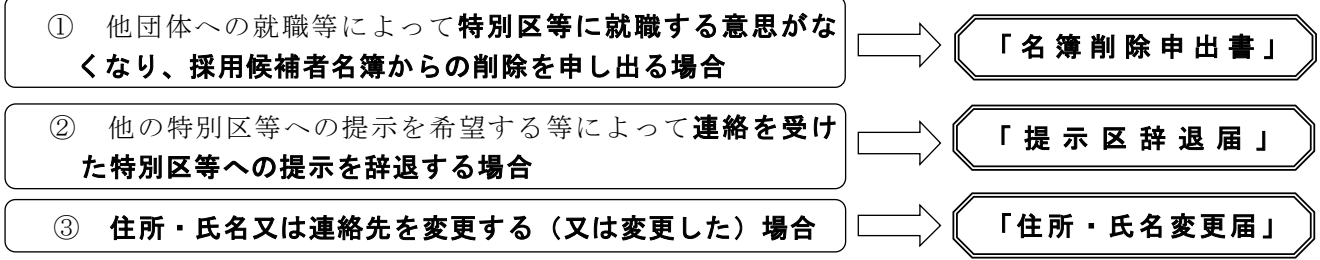 ①　他団体への就職等によって特別区等に就職する意思がな
くなり、採用候補者名簿からの削除を申し出る場合
「名簿削除申出書」
②　他の特別区等への提示を希望する等によって連絡を受け
た特別区等への提示を辞退する場合
「提示区辞退届」
③　住所・氏名又は連絡先を変更する（又は変更した）場合
「住所・氏名変更届」